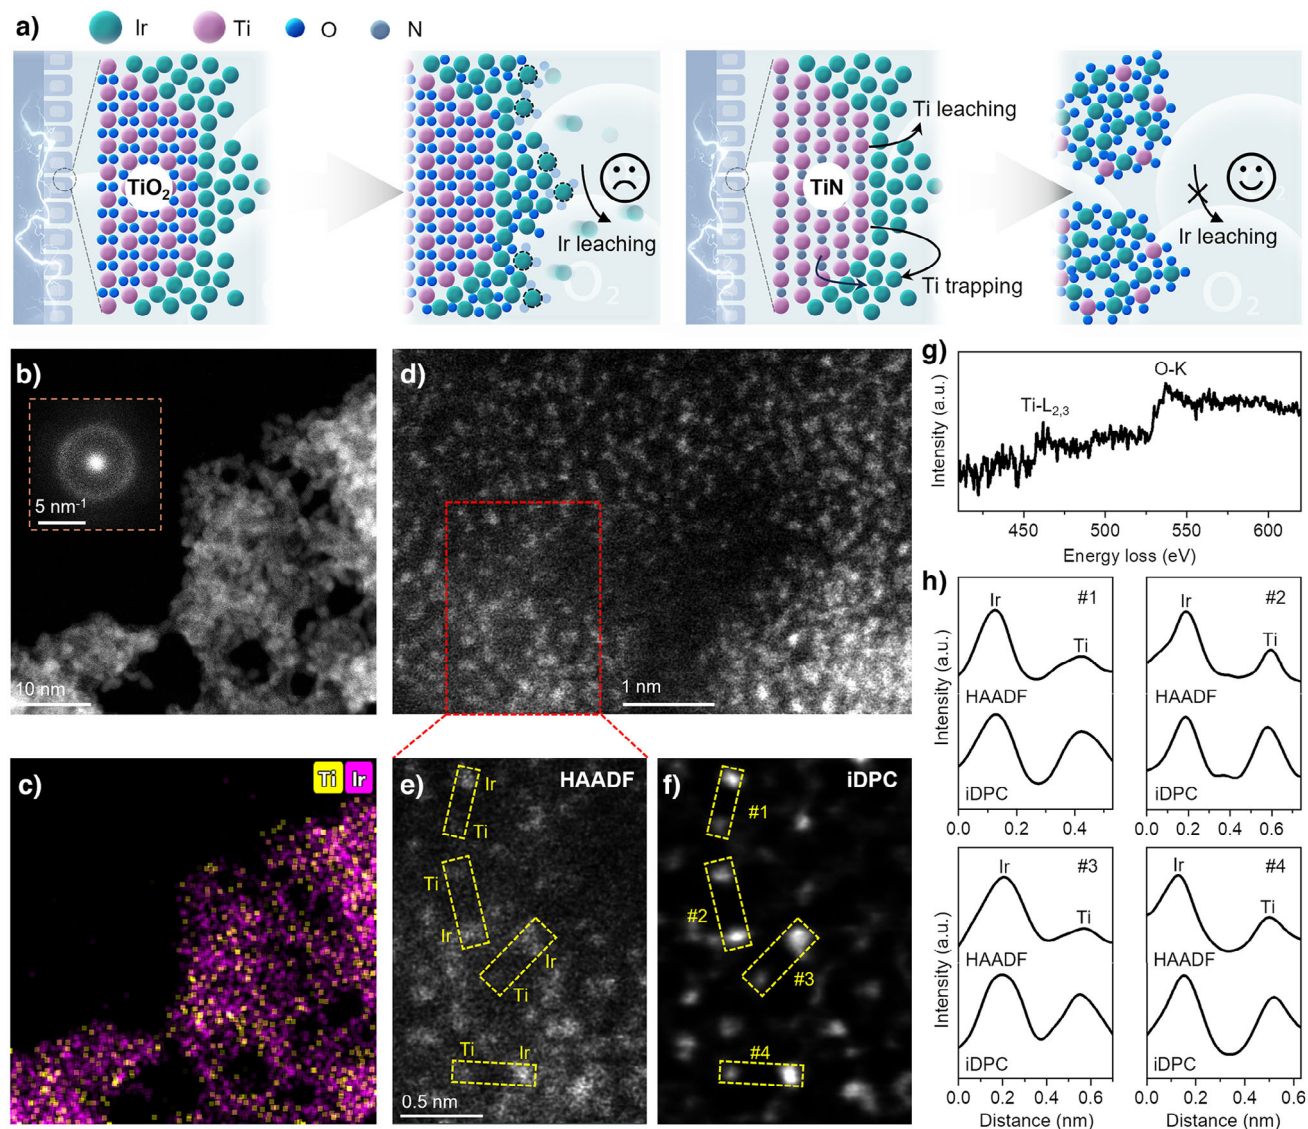 a)
Ir
Ti
O
N
TiO2
Ir leaching
O2
TiN
Ti leaching
Ti trapping
Ir leaching
O2
b)
5 nm-1
10 nm
c)
Ti Ir
d)
1 nm
e)
HAADF
Ir
Ti
Ti
Ir
Ir
Ti
Ti
Ir
0.5 nm
f)
iDPC
#1
#2
#3
#4
g)
Intensity (a.u.)
Ti-L2,3
O-K
450 500 550 600
Energy loss (eV)
h)
Intensity (a.u.)
Ir
Ti
#1
HAADF
iDPC
0.0 0.2 0.4
Ir
Ti
#2
HAADF
iDPC
0.0 0.2 0.4 0.6
Intensity (a.u.)
Ir
Ti
#3
HAADF
iDPC
0.0 0.2 0.4 0.6
Distance (nm)
Ir
Ti
#4
HAADF
iDPC
0.0 0.2 0.4 0.6
Distance (nm)